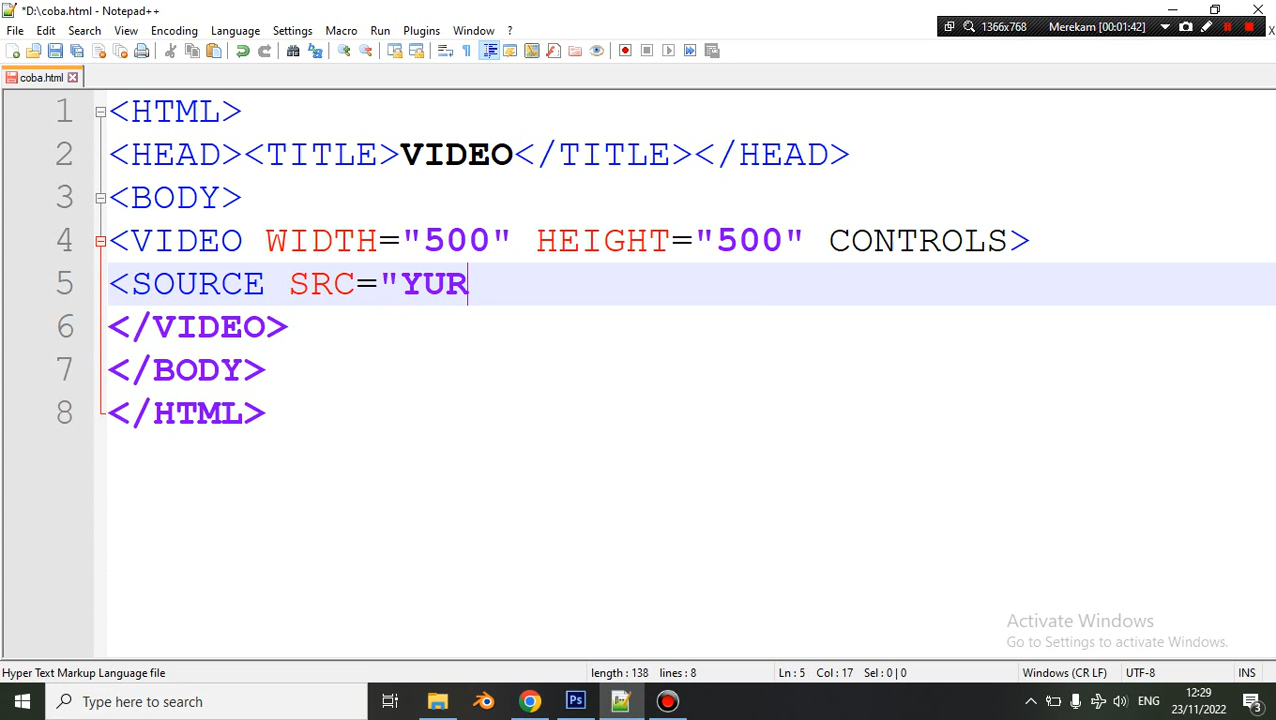 *D:\coba.html - Notepad++
File Edit Search View Encoding Language Settings Tools Macro Run Plugins Window ?
1366x768 Merekam [00:01:42]
coba.html
1 <HTML>
2 <HEAD><TITLE>VIDEO</TITLE></HEAD>
3 <BODY>
4 <VIDEO WIDTH="500" HEIGHT="500" CONTROLS>
5 <SOURCE SRC="YUR
6 </VIDEO>
7 </BODY>
8 </HTML>
Activate Windows
Go to Settings to activate Windows.
Hyper Text Markup Language file length : 138 lines : 8 Ln : 5 Col : 17 Sel : 0 | 0 Windows (CR LF) UTF-8 INS
Type here to search
ENG
12:29
23/11/2022
3